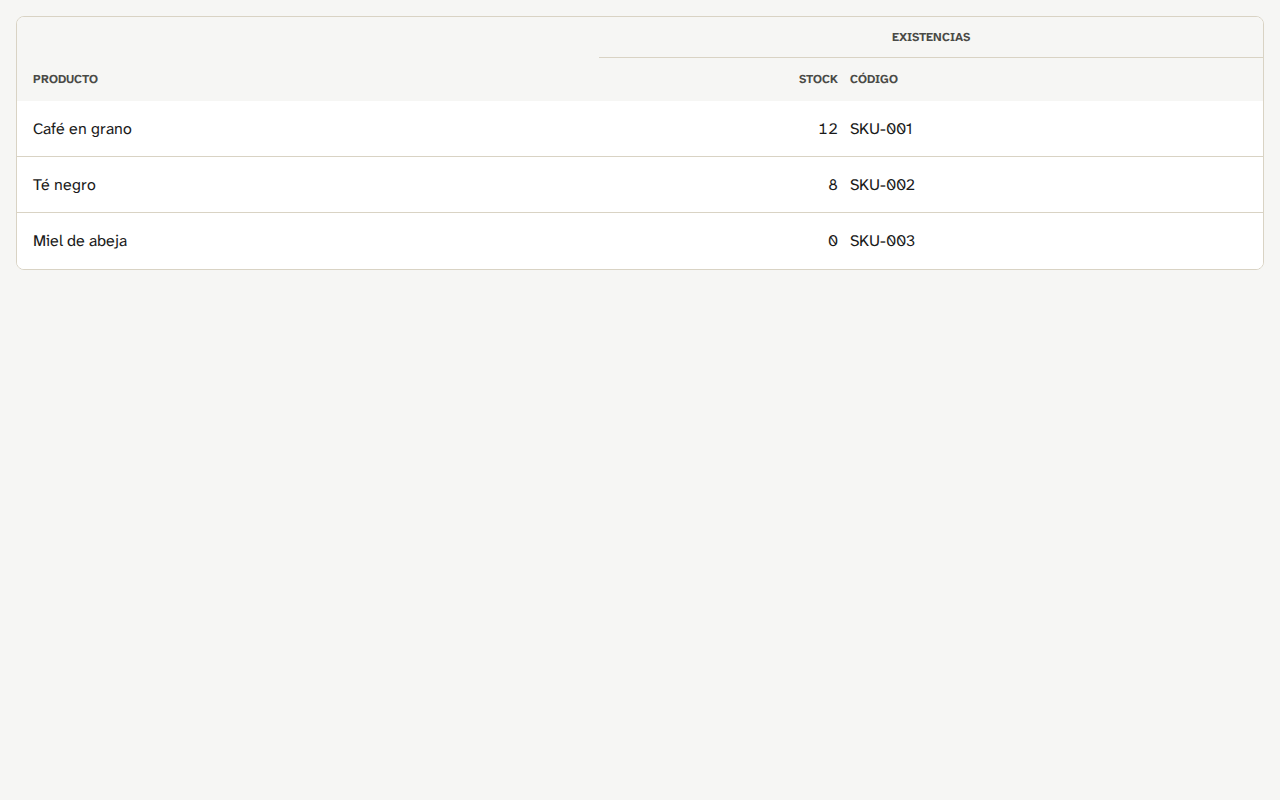 EXISTENCIAS
PRODUCTO STOCK CÓDIGO
Café en grano 12 SKU-001
Té negro 8 SKU-002
Miel de abeja 0 SKU-003